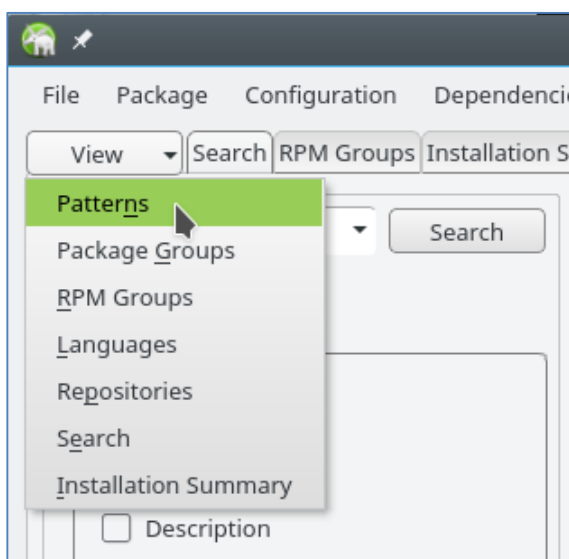 File Package Configuration Dependenci
View Search RPM Groups Installation S
Patterns
Search
Package Groups
RPM Groups
Languages
Repositories
Search
Installation Summary
Description